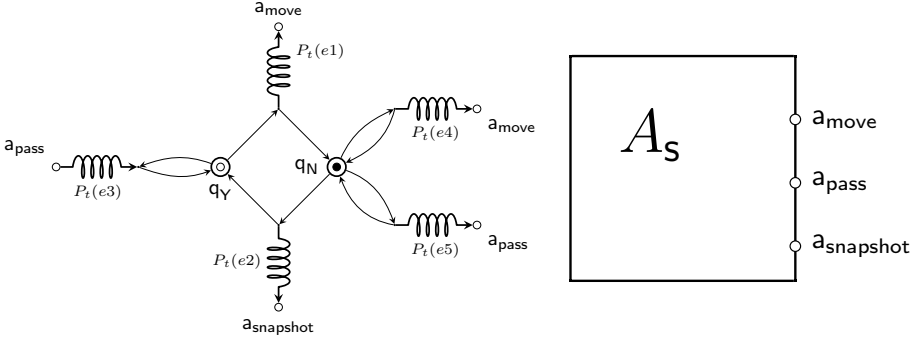 a_move
P_t(e1)
a_move
P_t(e4)
a_pass
P_t(e3)
q_Y
q_N
P_t(e2)
P_t(e5)
a_pass
a_snapshot
A_s
a_move
a_pass
a_snapshot